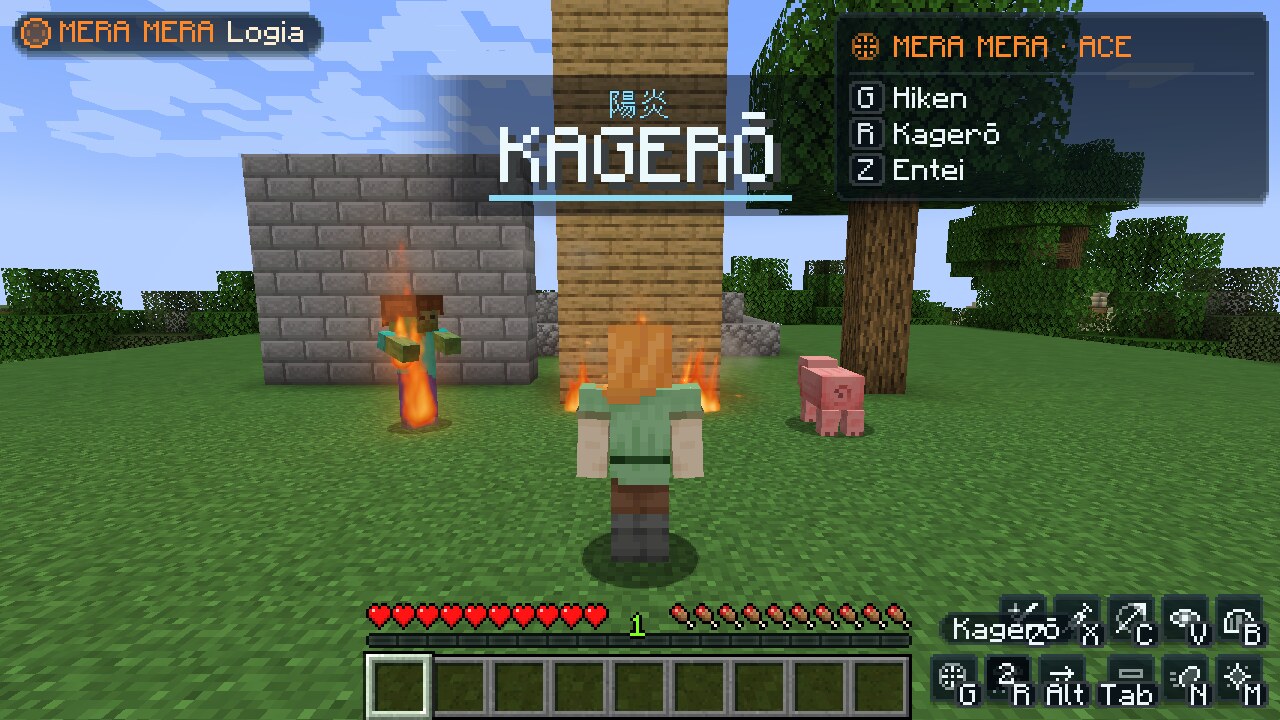 MERA MERA Logia
MERA MERA · ACE
G Hiken
R Kagerō
Z Entei
陽炎
KAGERŌ
1
Kagerō
Z X C V B
2
G R Alt Tab N M